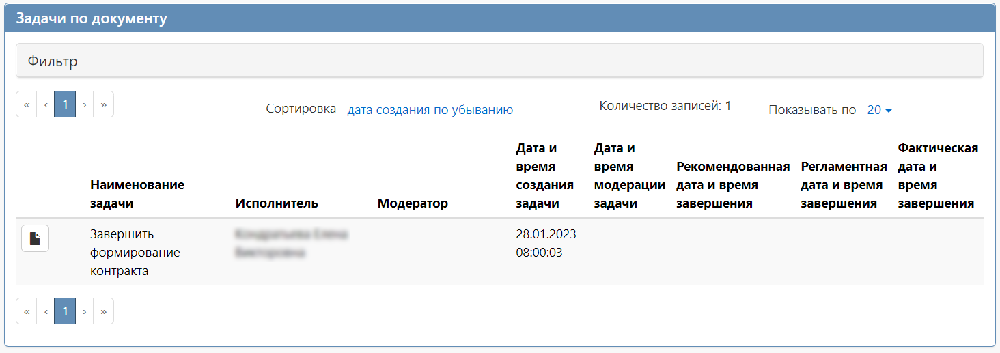 Задачи по документу
Фильтр
« ‹ 1 › »
Сортировка дата создания по убыванию
Количество записей: 1
Показывать по 20
Наименование
задачи
Исполнитель
Модератор
Дата и
время
создания
задачи
Дата и
время
модерации
задачи
Рекомендованная
дата и время
завершения
Регламентная
дата и время
завершения
Фактическая
дата и
время
завершения
Завершить
формирование
контракта
28.01.2023
08:00:03
« ‹ 1 › »